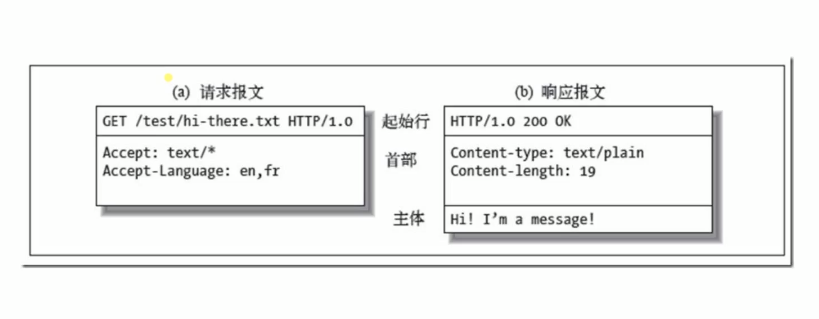 (a) 请求报文
GET /test/hi-there.txt HTTP/1.0
Accept: text/*
Accept-Language: en,fr
起始行
首部
主体
(b) 响应报文
HTTP/1.0 200 OK
Content-type: text/plain
Content-length: 19
Hi! I’m a message!